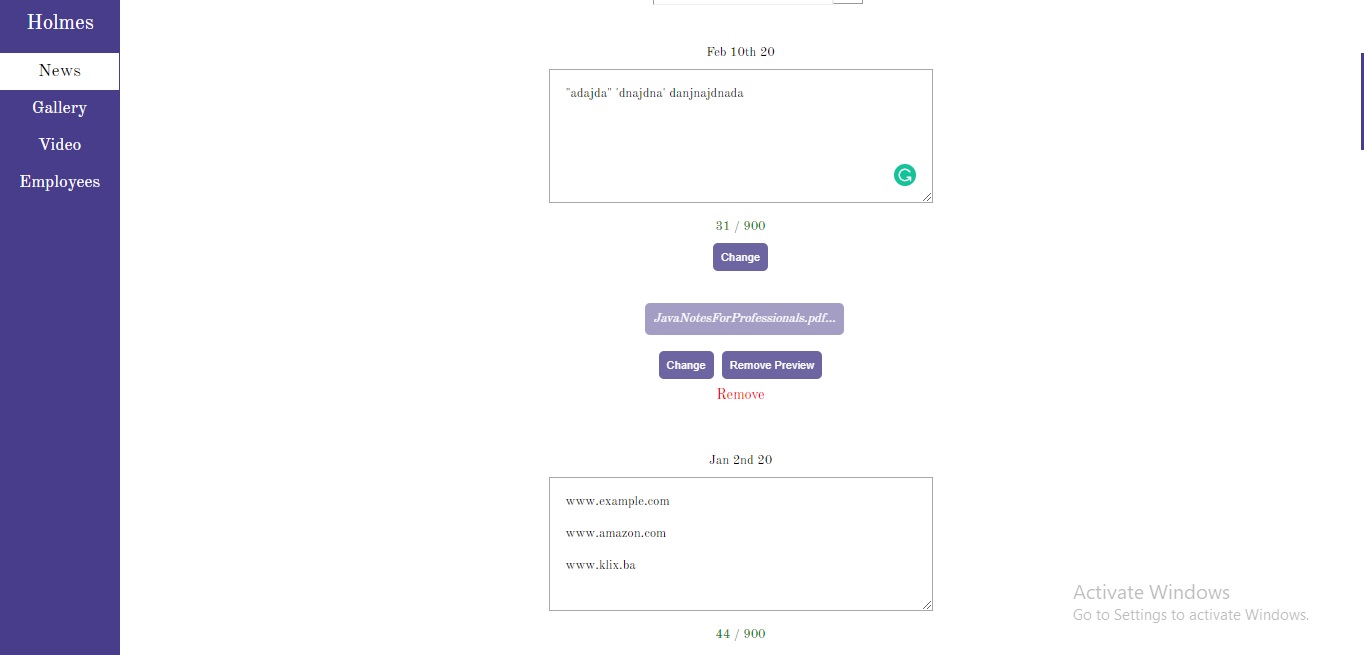 Holmes
News
Gallery
Video
Employees
Feb 10th 20
"adajda" 'dnajdna' danjnajdnada
31 / 900
Change
JavaNotesForProfessionals.pdf...
Change Remove Preview
Remove
Jan 2nd 20
www.example.com
www.amazon.com
www.klix.ba
44 / 900
Activate Windows
Go to Settings to activate Windows.